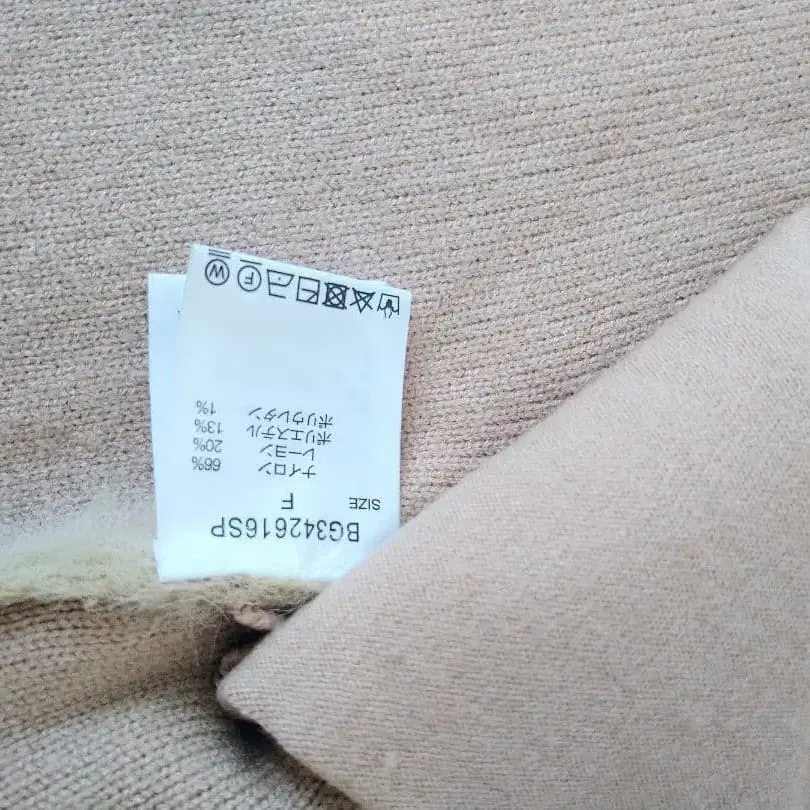 BG342616SP
SIZE F
ナイロン 66%
レーヨン 20%
ポリエステル 13%
ポリウレタン 1%
F W